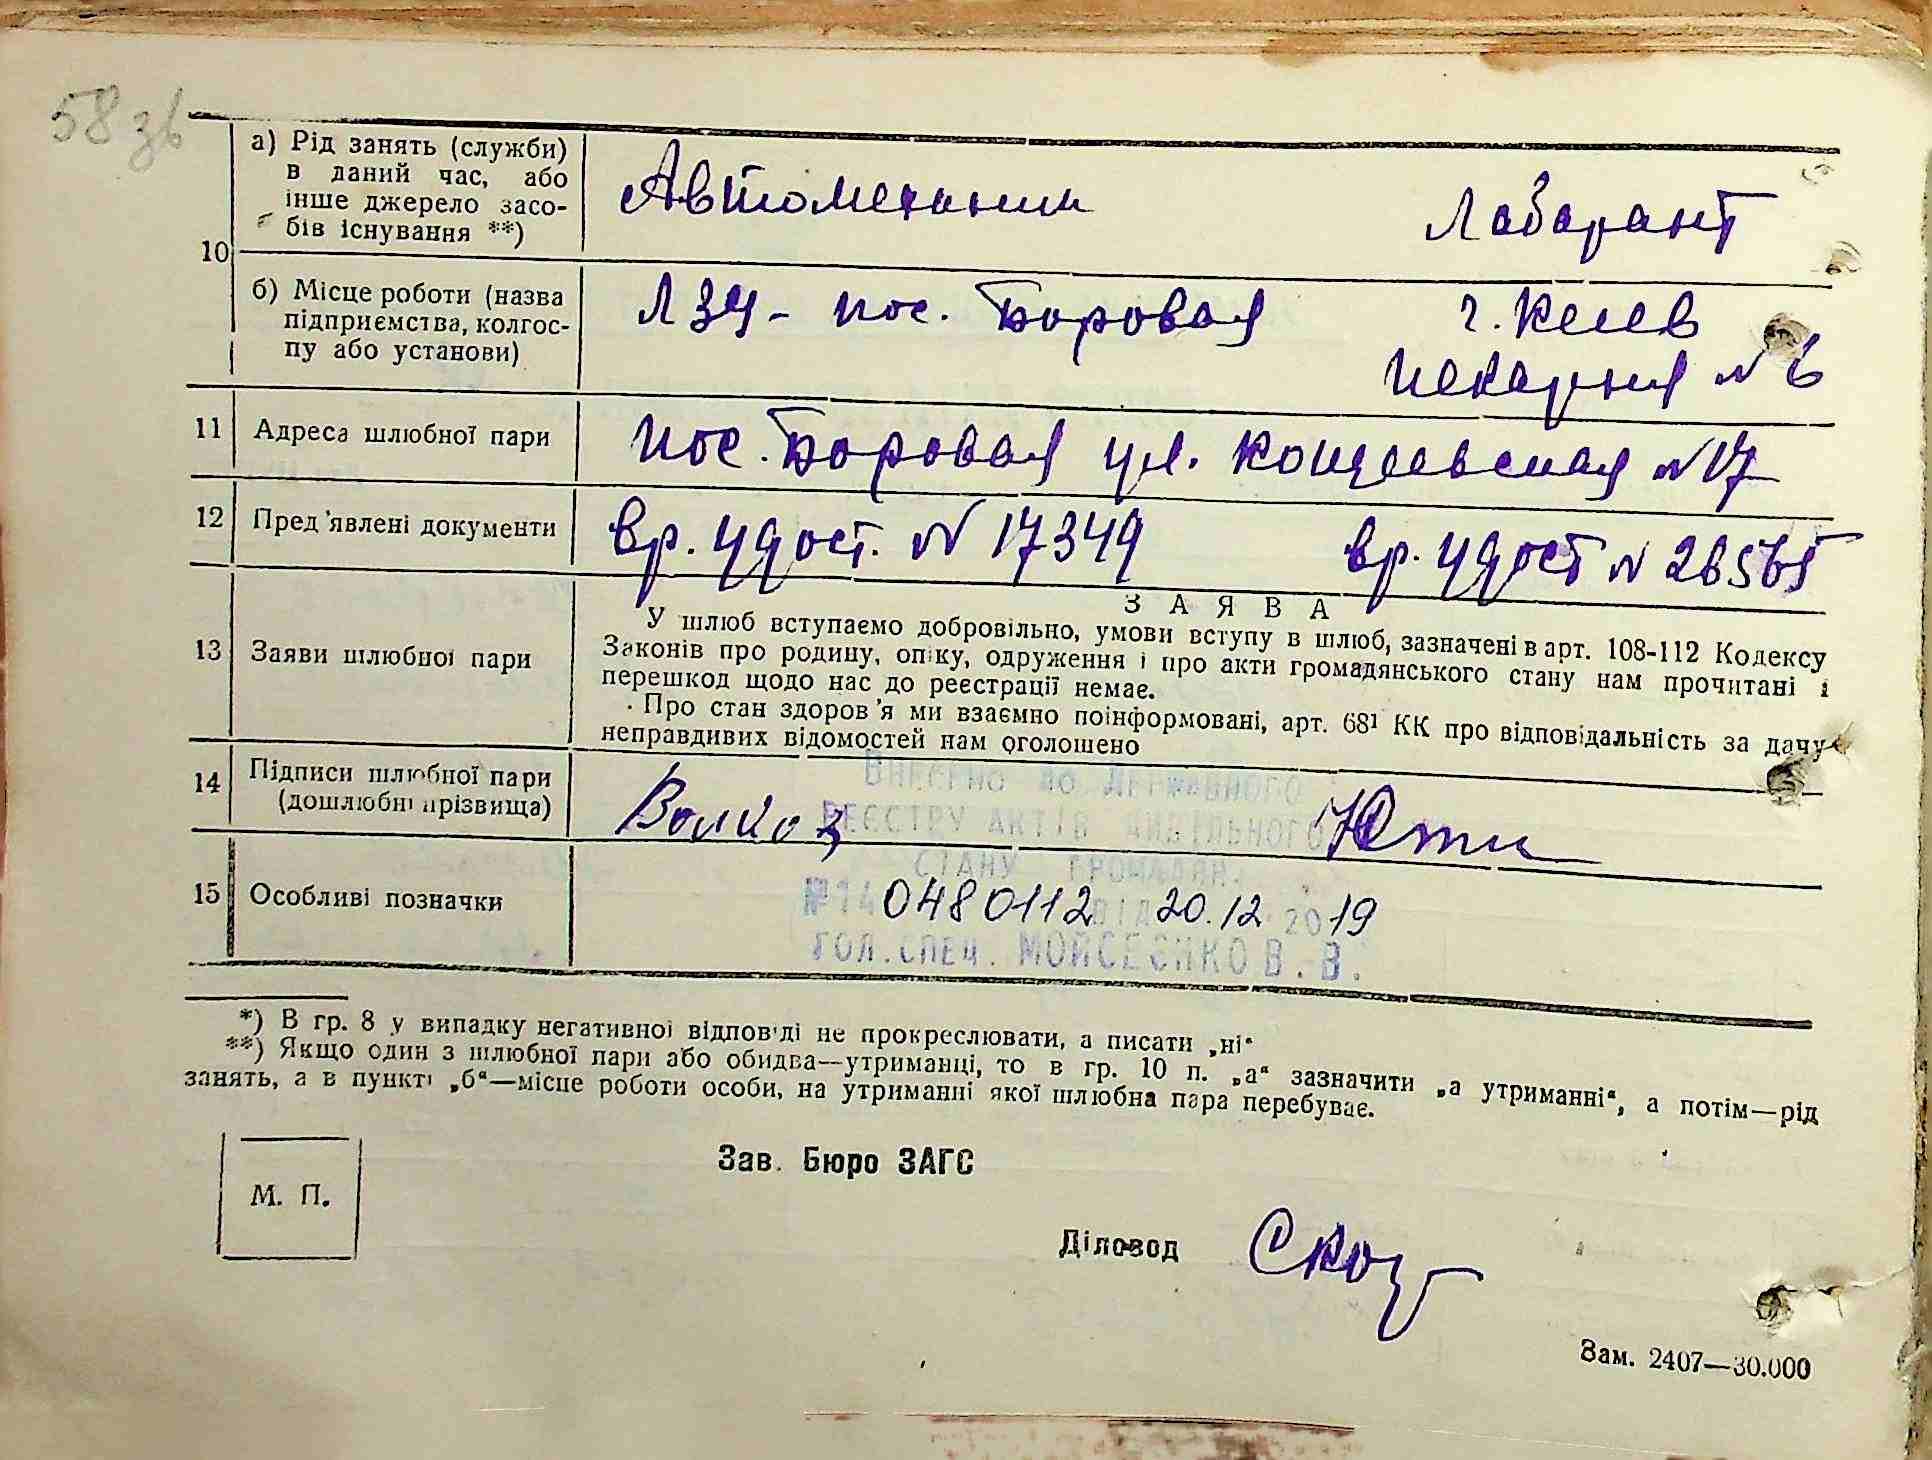 58 зв
10
а) Рід занять (служби)
в даний час, або
інше джерело засо-
бів існування **)
Автомеханик
Лаборант
б) Місце роботи (назва
підприємства, колгос-
пу або установи)
ЛЗЧ - пос. Боровая
г. Киев
пекарня № 6
11 Адреса шлюбної пари
пос. Боровая ул. №17
12 Пред'явлені документи
вр. удост. № 17349
вр. удост № 26565
13 Заяви шлюбної пари
ЗАЯВА
У шлюб вступаємо добровільно, умови вступу в шлюб, зазначені в арт. 108-112 Кодексу
Законів про родину, опіку, одруження і про акти громадянського стану нам прочитані і
перешкод щодо нас до реєстрації немає.
Про стан здоров'я ми взаємно поінформовані, арт. 68¹ КК про відповідальність за дачу
неправдивих відомостей нам оголошено
14 Підписи шлюбної пари
(дошлюбні прізвища)
Внесено до Державного
реєстру актів цивільного
стану громадян.
15 Особливі позначки
№14 0480112 від 20.12.2019
гол. спец. Мойсеєнко В. В.
*) В гр. 8 у випадку негативної відповіді не прокреслювати, а писати „ні“
**) Якщо один з шлюбної пари або обидва—утриманці, то в гр. 10 п. „а“ зазначити „а утриманні“, а потім—рід
занять, а в пункті „б“—місце роботи особи, на утриманні якої шлюбна пара перебуває.
М. П.
Зав. Бюро ЗАГС
Діловод
Зам. 2407—30.000